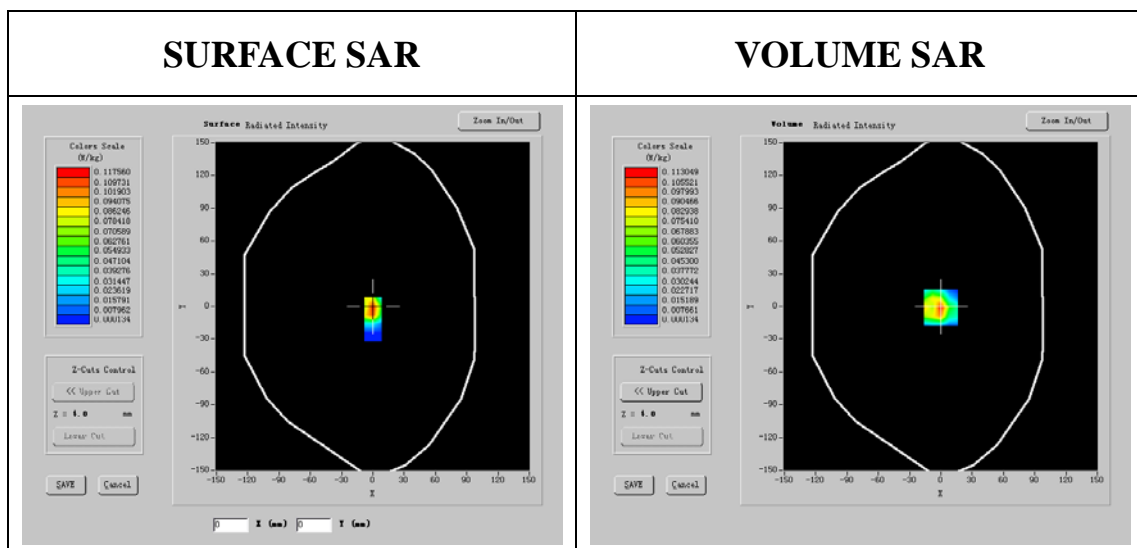 SURFACE SAR
VOLUME SAR
Surface Radiated Intensity
Zoom In/Out
Colors Scale
(W/kg)
0.117560
0.109731
0.101903
0.094075
0.086246
0.078418
0.070589
0.062761
0.054933
0.047104
0.039276
0.031447
0.023619
0.015791
0.007962
0.000134
150
120
90
60
30
0
-30
-60
-90
-120
-150
Y
-150 -120 -90 -60 -30 0 30 60 90 120 150
X
Z-Cuts Control
<< Upper Cut
Z = 4.0 mm
Lower Cut
SAVE Cancel
0 X (mm) 0 Y (mm)
Volume Radiated Intensity
Zoom In/Out
Colors Scale
(W/kg)
0.113049
0.105521
0.097993
0.090466
0.082938
0.075410
0.067883
0.060355
0.052827
0.045300
0.037772
0.030244
0.022717
0.015189
0.007661
0.000134
150
120
90
60
30
0
-30
-60
-90
-120
-150
Y
-150 -120 -90 -60 -30 0 30 60 90 120 150
X
Z-Cuts Control
<< Upper Cut
Z = 4.0 mm
Lower Cut
SAVE Cancel